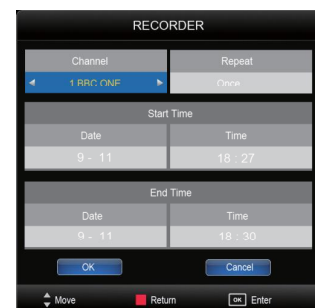 RECORDER
Channel Repeat
1 BBC ONE Once
Start Time
Date Time
9 - 11 18 : 27
End Time
Date Time
9 - 11 18 : 30
OK Cancel
Move Return OK Enter